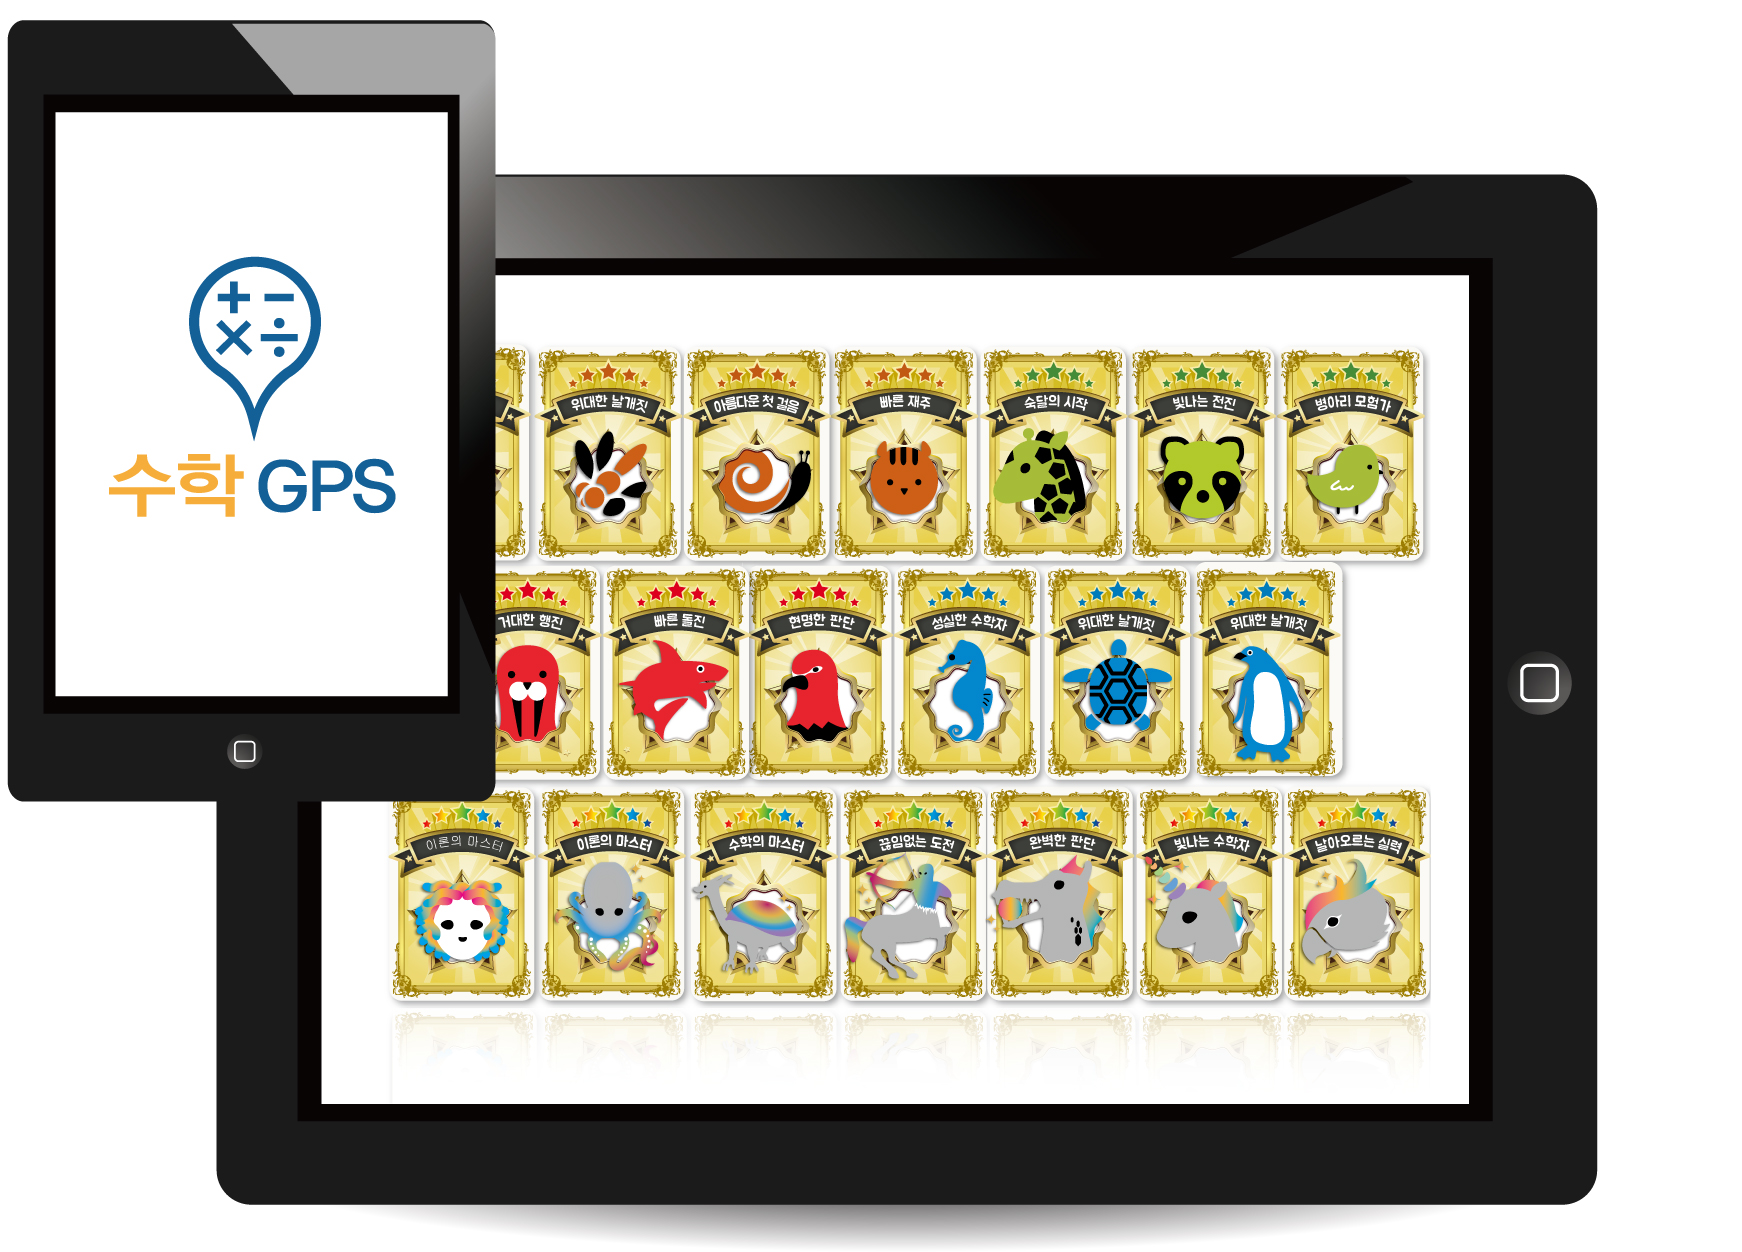 수학 GPS
위대한 날개짓
아름다운 첫 걸음
빠른 재주
숙달의 시작
빛나는 전진
병아리 모험가
거대한 행진
빠른 돌진
현명한 판단
성실한 수학자
위대한 날개짓
위대한 날개짓
이론의 마스터
이론의 마스터
수학의 마스터
끊임없는 도전
완벽한 판단
빛나는 수학자
날아오르는 실력